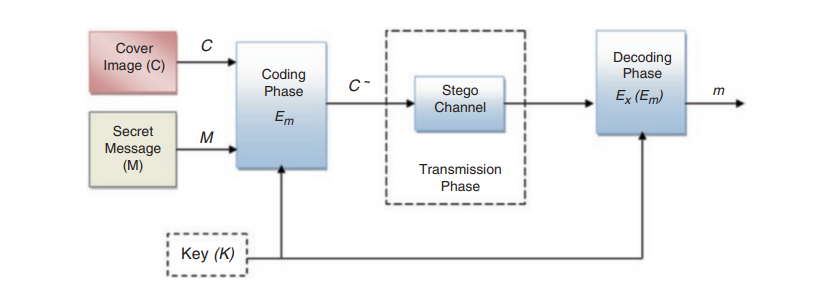 Cover
Image (C)
C
Secret
Message
(M)
M
Coding
Phase
Em
C~
Stego
Channel
Transmission
Phase
Decoding
Phase
Ex (Em)
m
Key (K)